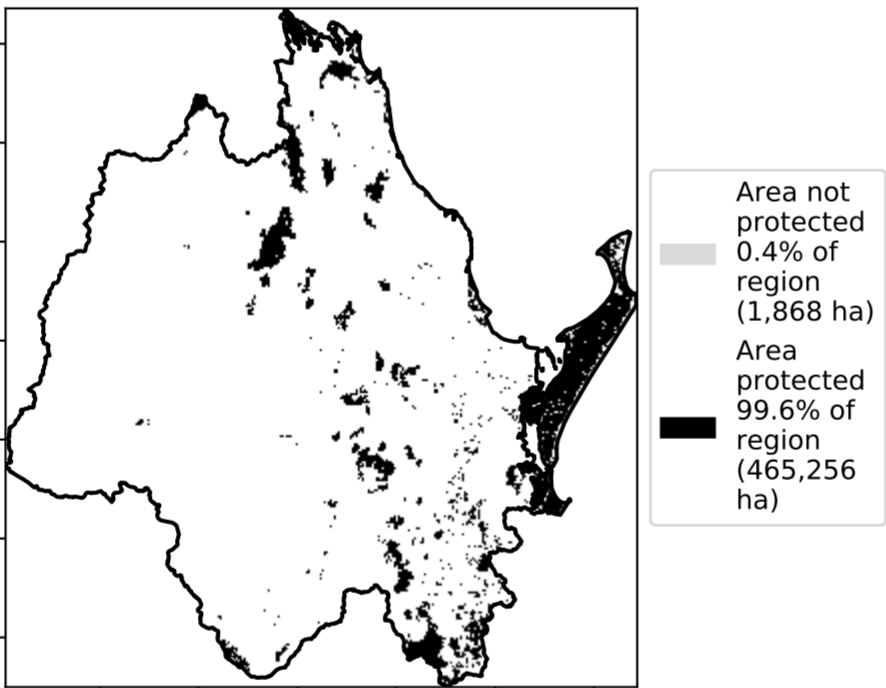 Area not
protected
0.4% of
region
(1,868 ha)
Area
protected
99.6% of
region
(465,256
ha)